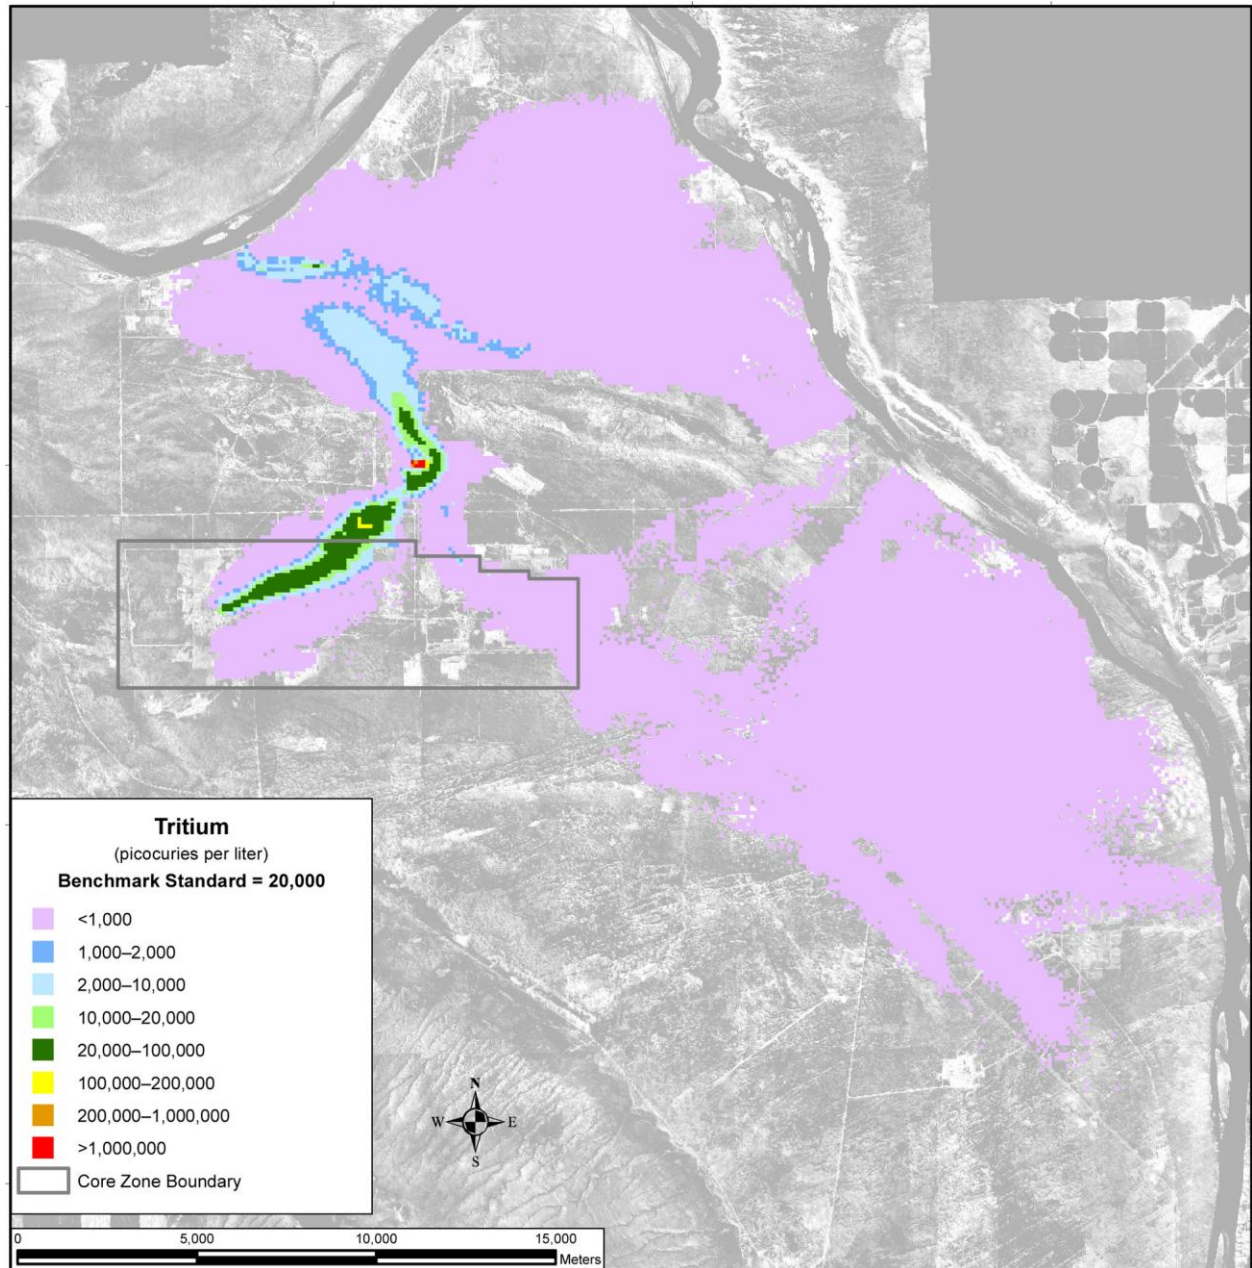 Tritium
(picocuries per liter)
Benchmark Standard = 20,000
<1,000
1,000–2,000
2,000–10,000
10,000–20,000
20,000–100,000
100,000–200,000
200,000–1,000,000
>1,000,000
Core Zone Boundary
N
W E
S
0 5,000 10,000 15,000
Meters